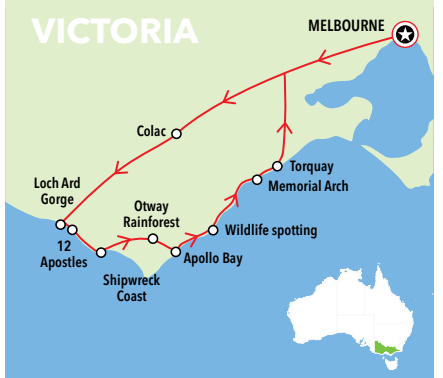 VICTORIA
MELBOURNE
Colac
Loch Ard
Gorge
Torquay
Memorial Arch
Otway
Rainforest
Wildlife spotting
12
Apostles
Apollo Bay
Shipwreck
Coast